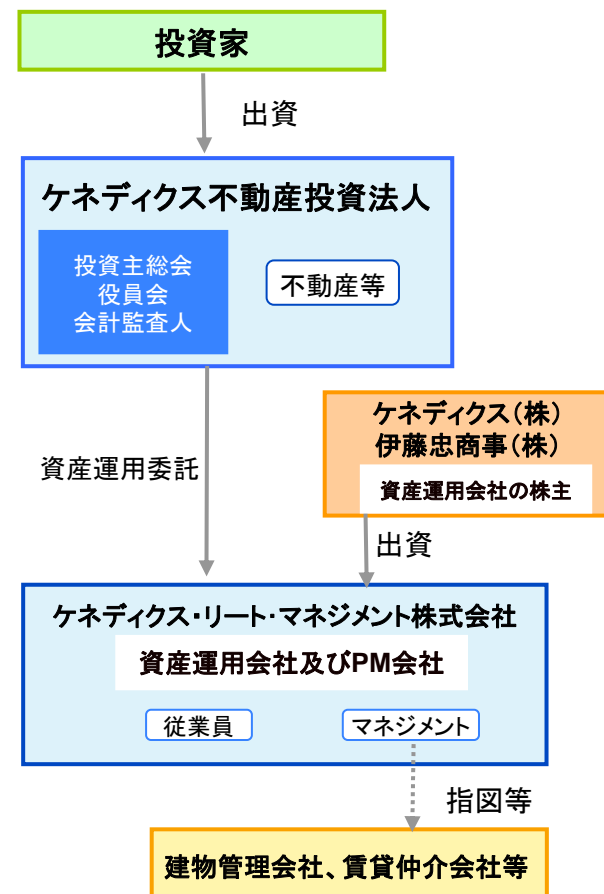 投資家
出資
ケネディクス不動産投資法人
投資主総会
役員会
会計監査人
不動産等
資産運用委託
ケネディクス(株)
伊藤忠商事(株)
資産運用会社の株主
出資
ケネディクス・リート・マネジメント株式会社
資産運用会社及びPM会社
従業員
マネジメント
指図等
建物管理会社、賃貸仲介会社等